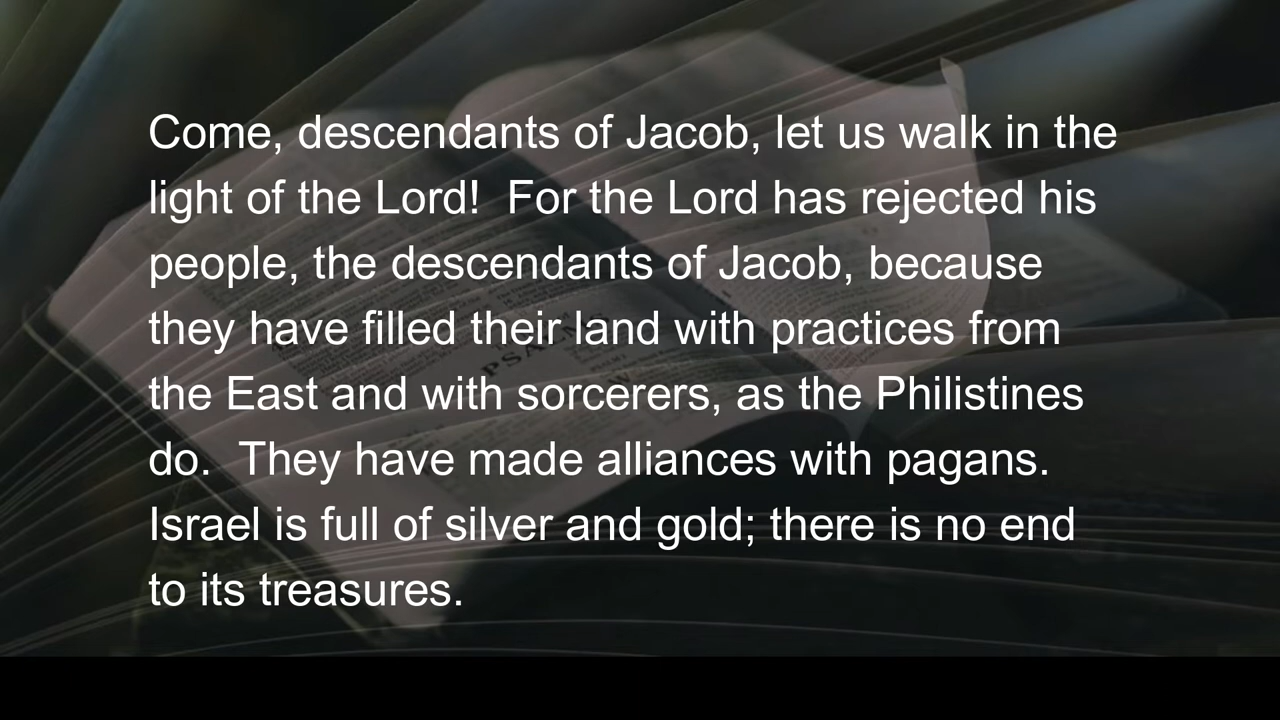 Come, descendants of Jacob, let us walk in the
light of the Lord!  For the Lord has rejected his
people, the descendants of Jacob, because
they have filled their land with practices from
the East and with sorcerers, as the Philistines
do.  They have made alliances with pagans.
Israel is full of silver and gold; there is no end
to its treasures.
PSALMS